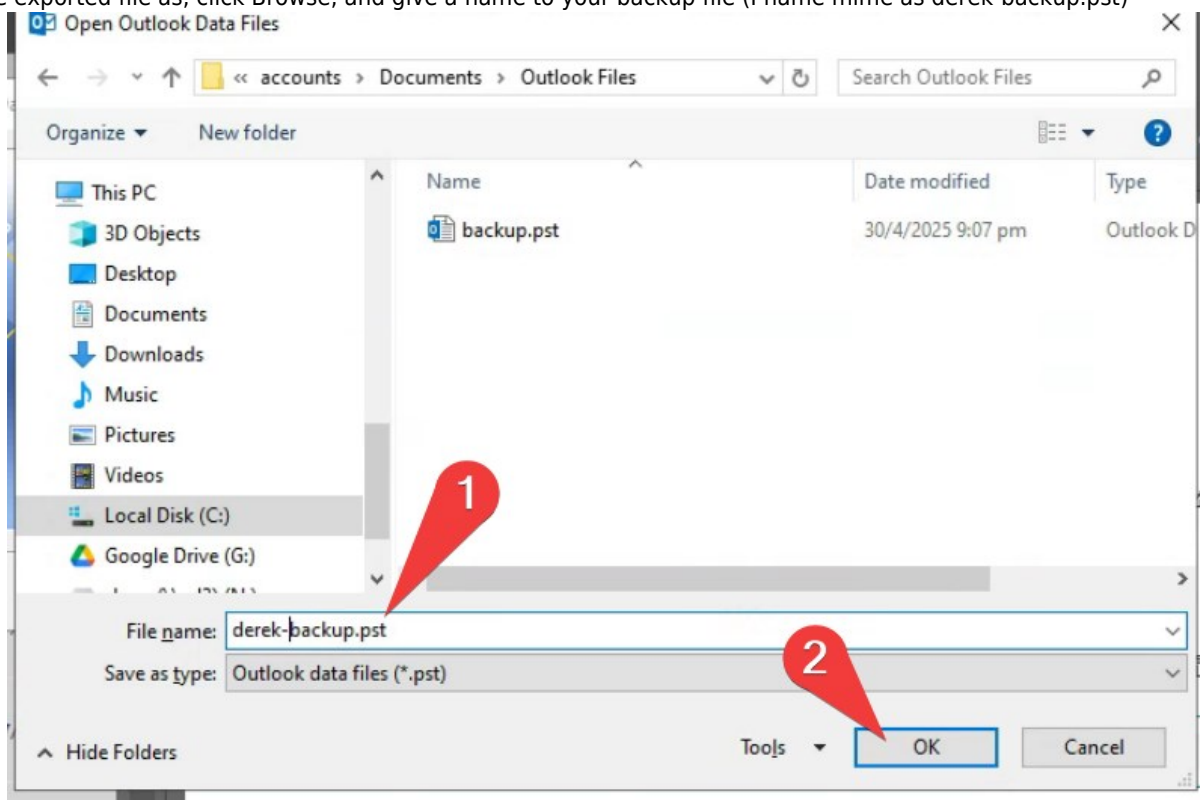 exported file as, click Browse, and give a name to your backup file (I name mime as derek-backup.pst)
Open Outlook Data Files
« accounts > Documents > Outlook Files
Search Outlook Files
Organize
New folder
?
Name
Date modified
Type
This PC
3D Objects
Desktop
Documents
Downloads
Music
Pictures
Videos
Local Disk (C:)
Google Drive (G:)
backup.pst
30/4/2025 9:07 pm
Outlook D
1
File name: derek-backup.pst
Save as type: Outlook data files (*.pst)
2
Hide Folders
Tools
OK
Cancel